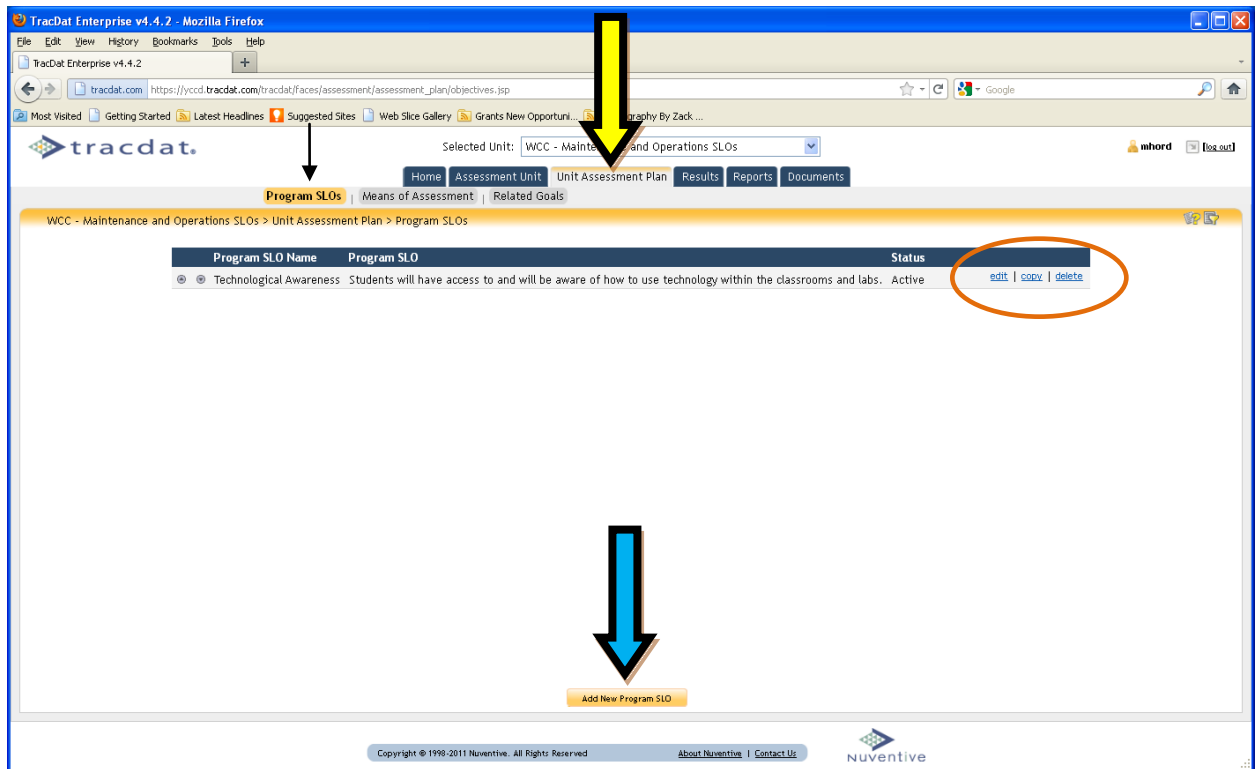 TracDat Enterprise v4.4.2 - Mozilla Firefox
File Edit View History Bookmarks Tools Help
TracDat Enterprise v4.4.2 +
tracdat.com https://yccd.tracdat.com/tracdat/faces/assessment/assessment_plan/objectives.jsp Google
Most Visited Getting Started Latest Headlines Suggested Sites Web Slice Gallery Grants New Opportuni... By Zack ...
tracdat. Selected Unit: WCC - Maintenance and Operations SLOs mhord [log out]
Home Assessment Unit Unit Assessment Plan Results Reports Documents
Program SLOs | Means of Assessment | Related Goals
WCC - Maintenance and Operations SLOs > Unit Assessment Plan > Program SLOs
Program SLO Name Program SLO Status
Technological Awareness Students will have access to and will be aware of how to use technology within the classrooms and labs. Active edit | copy | delete
Add New Program SLO
Copyright © 1998-2011 Nuventive. All Rights Reserved About Nuventive | Contact Us nuventive